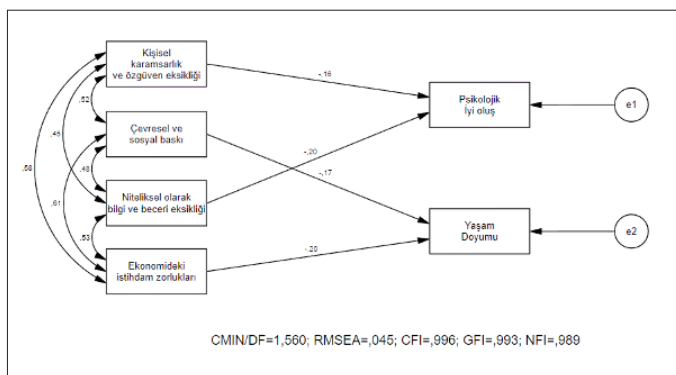 Kişisel
karamsarlık
ve özgüven eksikliği
-,16
Psikolojik
İyi oluş
e1
,52
Çevresel ve
sosyal baskı
,45
-,20
-,17
,58
,48
Niteliksel olarak
bilgi ve beceri eksikliği
,61
Yaşam
Doyumu
e2
,53
-,20
Ekonomideki
istihdam zorlukları
CMIN/DF=1,560; RMSEA=,045; CFI=,996; GFI=,993; NFI=,989